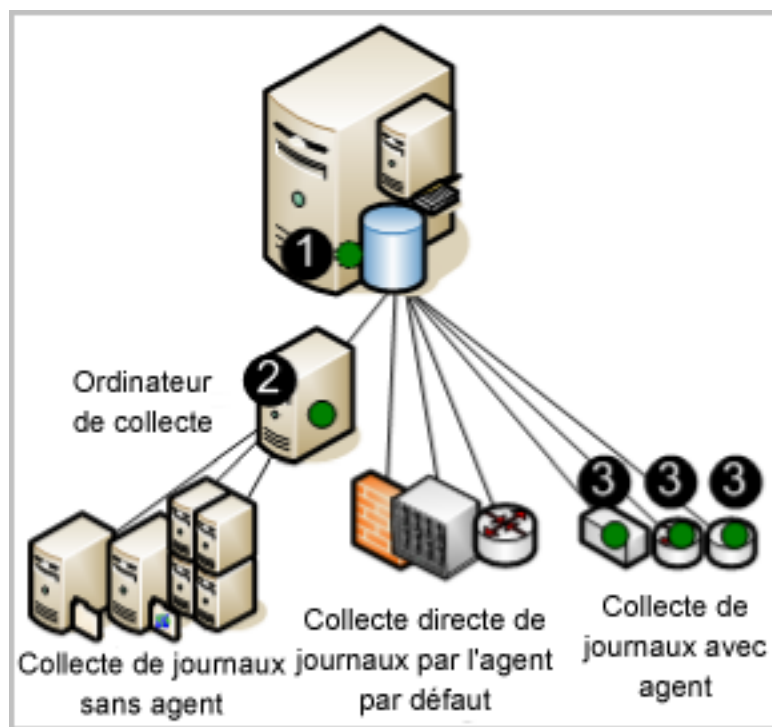 1
2
Ordinateur
de collecte
3 3 3
Collecte de journaux
sans agent
Collecte directe de
journaux par l'agent
par défaut
Collecte de
journaux avec
agent